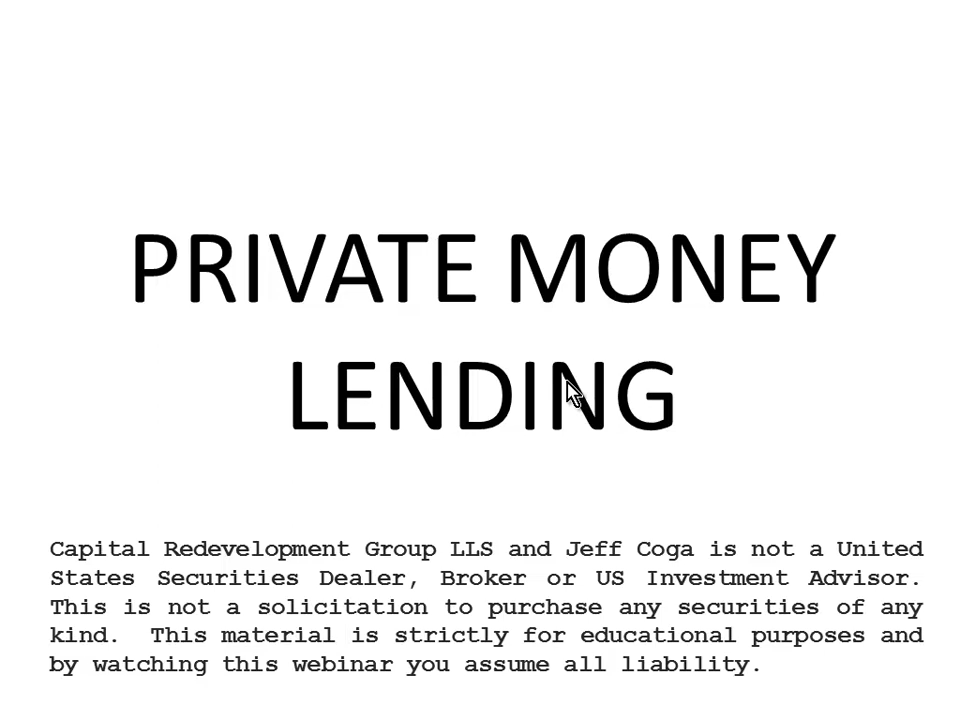 PRIVATE MONEY
LENDING
Capital Redevelopment Group LLS and Jeff Coga is not a United
States Securities Dealer, Broker or US Investment Advisor.
This is not a solicitation to purchase any securities of any
kind.  This material is strictly for educational purposes and
by watching this webinar you assume all liability.